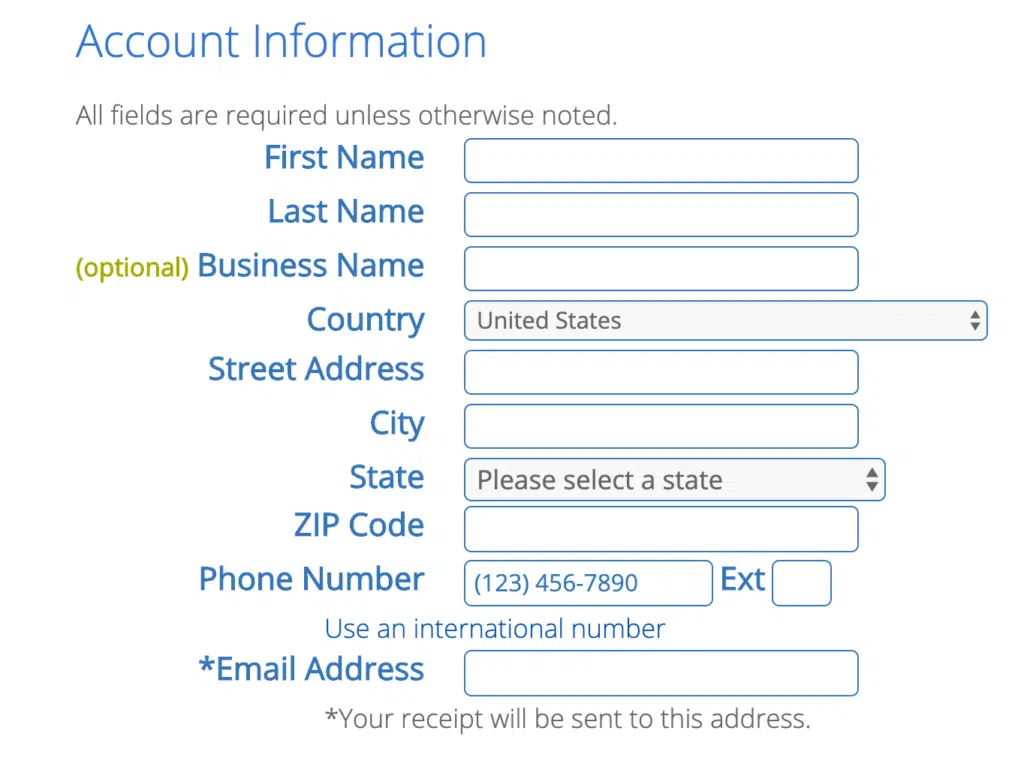 Account Information
All fields are required unless otherwise noted.
First Name
Last Name
(optional) Business Name
Country United States
Street Address
City
State Please select a state
ZIP Code
Phone Number (123) 456-7890 Ext
Use an international number
*Email Address
*Your receipt will be sent to this address.